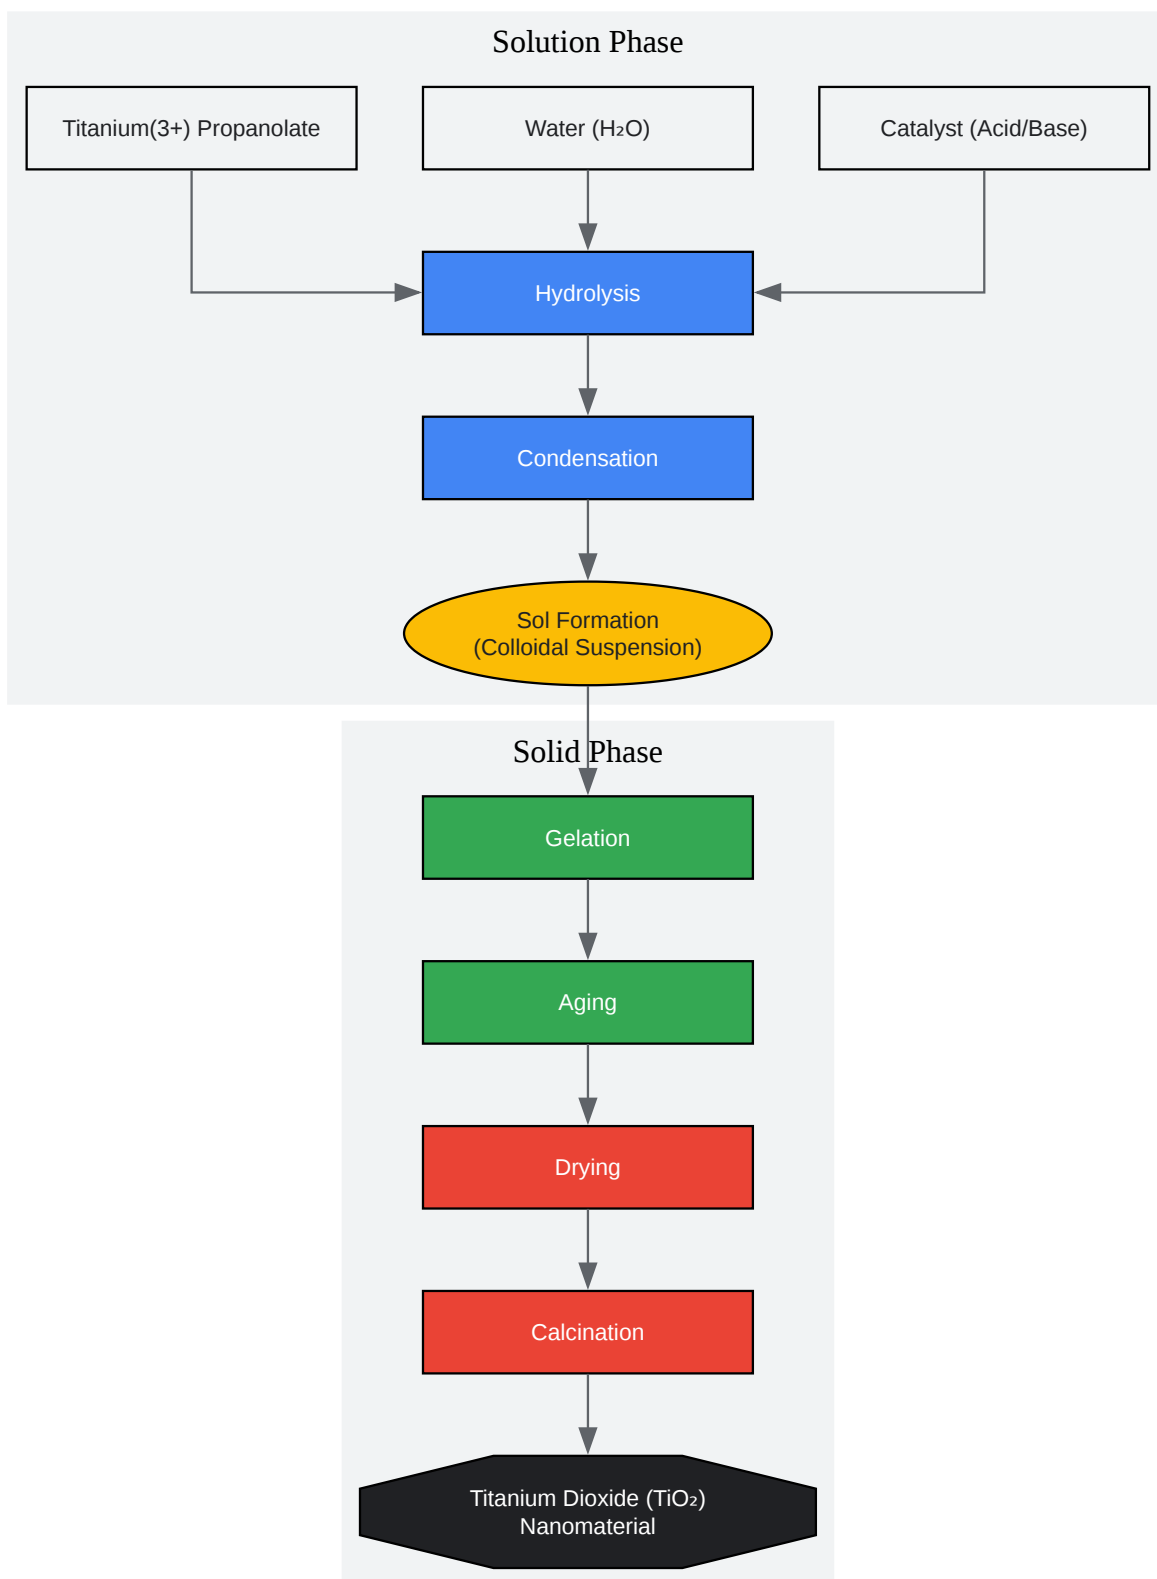 Solution Phase
Titanium(3+) Propanolate
Water (H₂O)
Catalyst (Acid/Base)
Hydrolysis
Condensation
Sol Formation
(Colloidal Suspension)
Solid Phase
Gelation
Aging
Drying
Calcination
Titanium Dioxide (TiO₂)
Nanomaterial